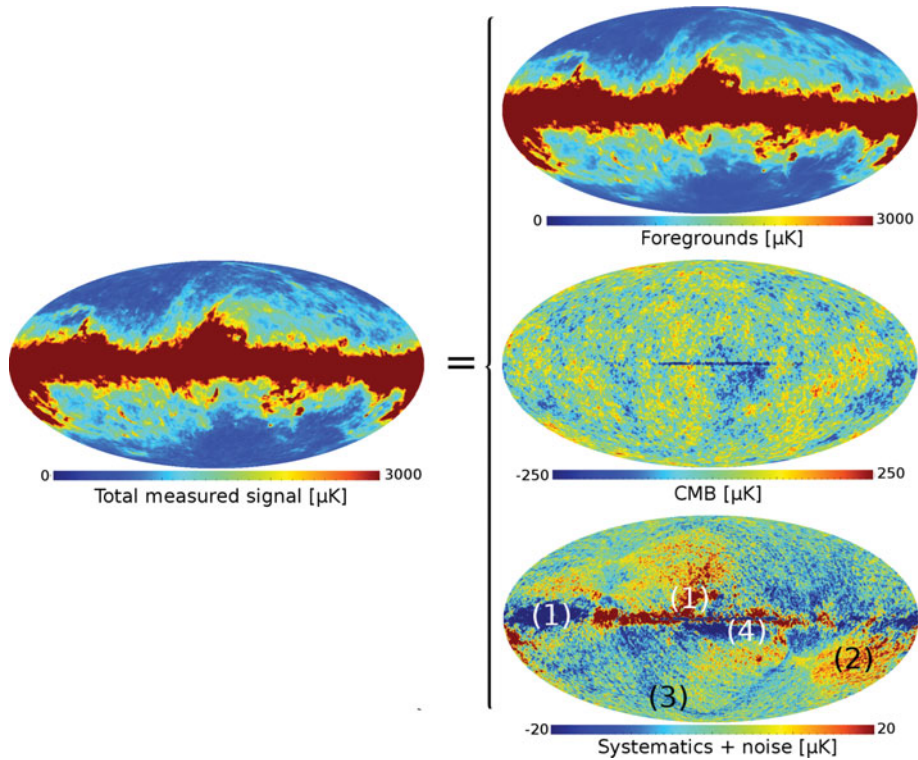 0 3000
Foregrounds [µK]
=
0 3000
Total measured signal [µK]
-250 250
CMB [µK]
(1) (1)
(4)
(2)
(3)
-20 20
Systematics + noise [µK]